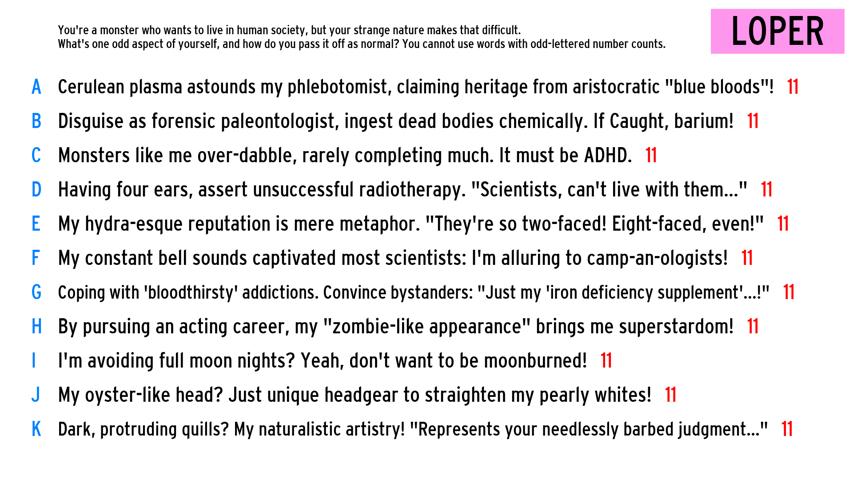 You're a monster who wants to live in human society, but your strange nature makes that difficult.
What's one odd aspect of yourself, and how do you pass it off as normal? You cannot use words with odd-lettered number counts.
LOPER
A Cerulean plasma astounds my phlebotomist, claiming heritage from aristocratic "blue bloods"! 11
B Disguise as forensic paleontologist, ingest dead bodies chemically. If Caught, barium! 11
C Monsters like me over-dabble, rarely completing much. It must be ADHD. 11
D Having four ears, assert unsuccessful radiotherapy. "Scientists, can't live with them..." 11
E My hydra-esque reputation is mere metaphor. "They're so two-faced! Eight-faced, even!" 11
F My constant bell sounds captivated most scientists: I'm alluring to camp-an-ologists! 11
G Coping with 'bloodthirsty' addictions. Convince bystanders: "Just my 'iron deficiency supplement'...!" 11
H By pursuing an acting career, my "zombie-like appearance" brings me superstardom! 11
I I'm avoiding full moon nights? Yeah, don't want to be moonburned! 11
J My oyster-like head? Just unique headgear to straighten my pearly whites! 11
K Dark, protruding quills? My naturalistic artistry! "Represents your needlessly barbed judgment..." 11